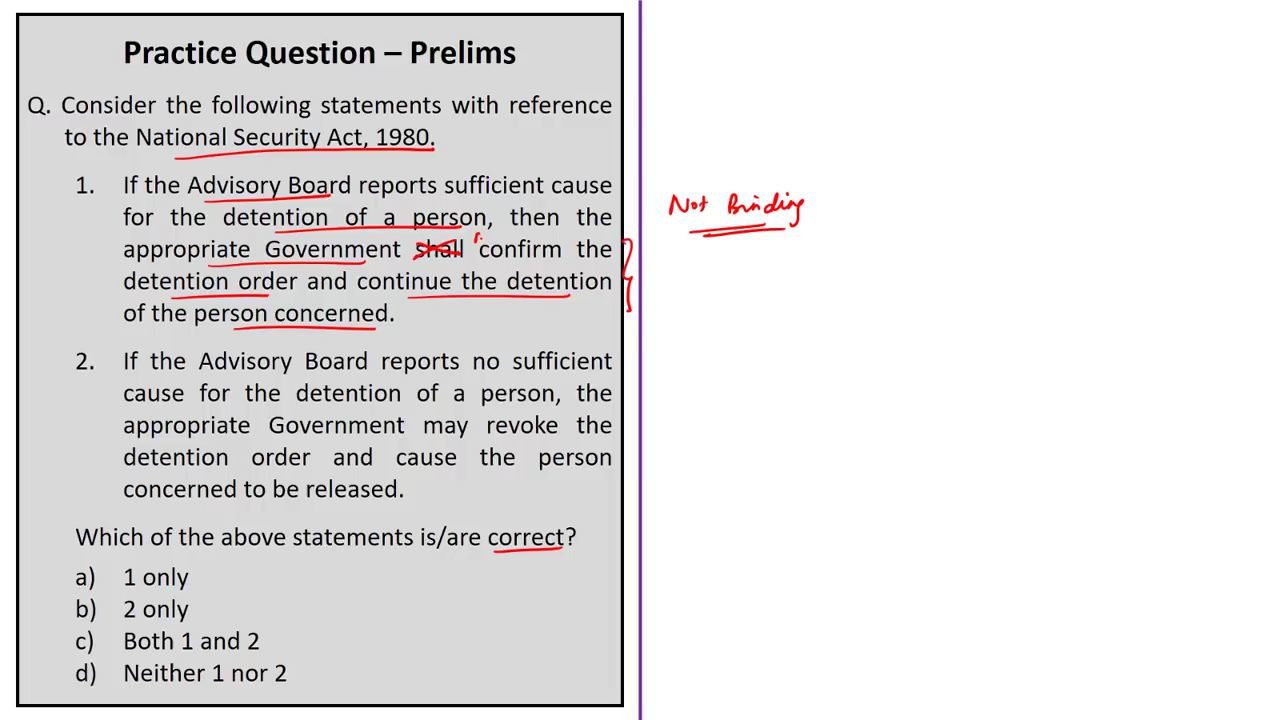 Practice Question – Prelims
Q. Consider the following statements with reference
to the National Security Act, 1980.
1. If the Advisory Board reports sufficient cause
for the detention of a person, then the
appropriate Government shall confirm the
detention order and continue the detention
of the person concerned.
Not Binding
2. If the Advisory Board reports no sufficient
cause for the detention of a person, the
appropriate Government may revoke the
detention order and cause the person
concerned to be released.
Which of the above statements is/are correct?
a) 1 only
b) 2 only
c) Both 1 and 2
d) Neither 1 nor 2